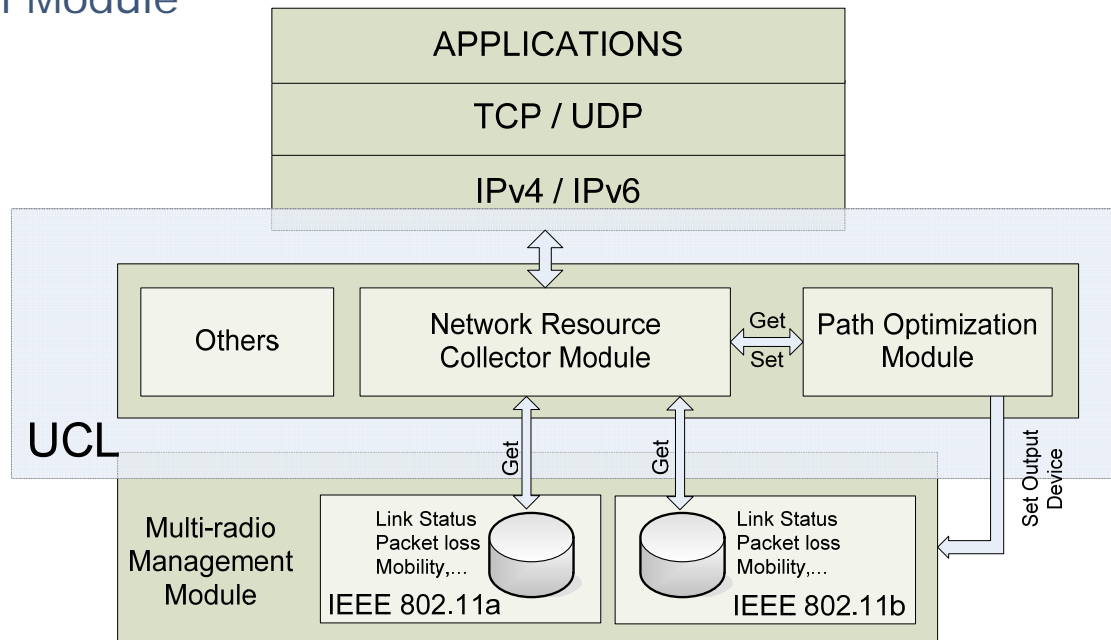 Module
APPLICATIONS
TCP / UDP
IPv4 / IPv6
Others
Network Resource
Collector Module
Get
Set
Path Optimization
Module
UCL
Get
Get
Set Output
Device
Multi-radio
Management
Module
Link Status
Packet loss
Mobility,...
IEEE 802.11a
Link Status
Packet loss
Mobility,...
IEEE 802.11b